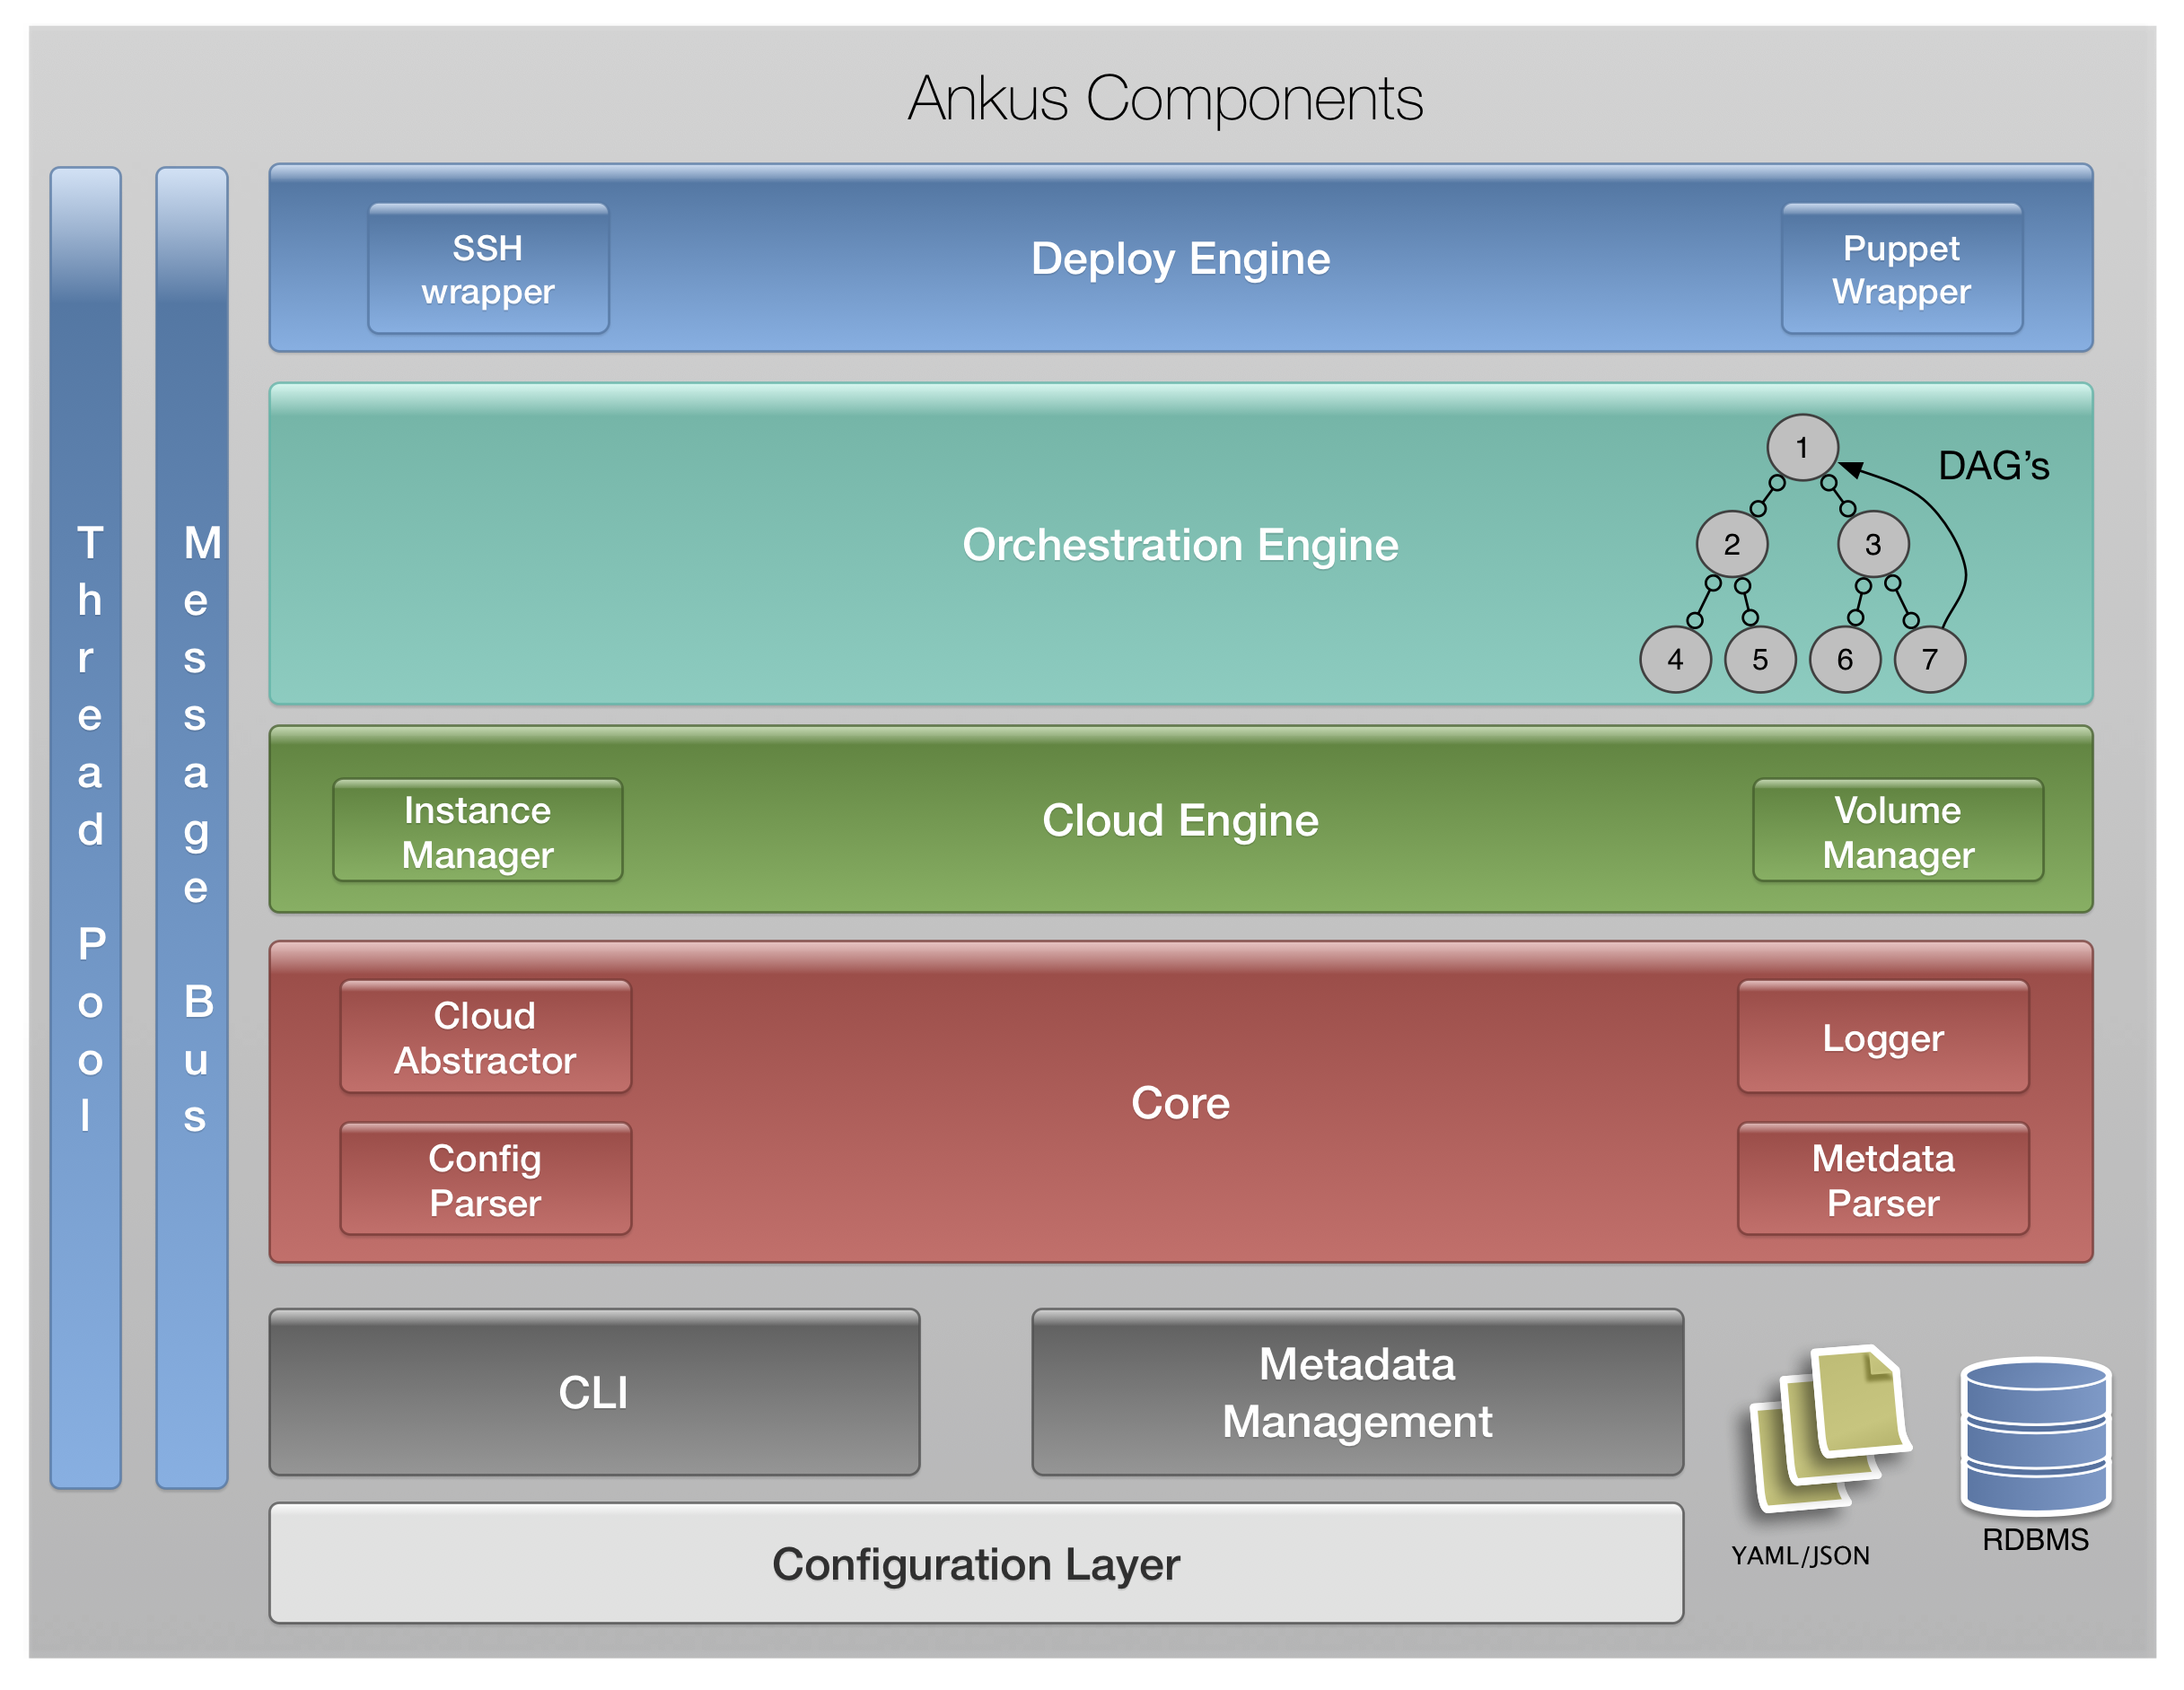 Ankus Components
Thread Pool
Message Bus
SSH
wrapper
Deploy Engine
Puppet
Wrapper
Orchestration Engine
DAG's
1
2
3
4
5
6
7
Instance
Manager
Cloud Engine
Volume
Manager
Cloud
Abstractor
Config
Parser
Core
Logger
Metdata
Parser
CLI
Metadata
Management
YAML/JSON
RDBMS
Configuration Layer